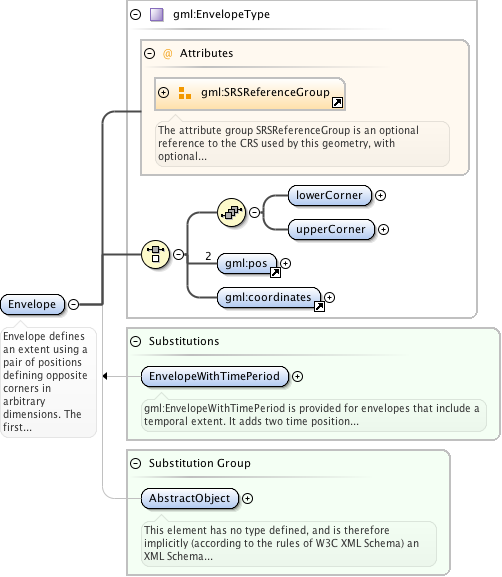 gml:EnvelopeType
@ Attributes
gml:SRSReferenceGroup
The attribute group SRSReferenceGroup is an optional
reference to the CRS used by this geometry, with
optional...
lowerCorner
upperCorner
2
gml:pos
gml:coordinates
Envelope
Envelope defines
an extent using a
pair of positions
defining opposite
corners in
arbitrary
dimensions. The
first...
Substitutions
EnvelopeWithTimePeriod
gml:EnvelopeWithTimePeriod is provided for envelopes that include a
temporal extent. It adds two time position...
Substitution Group
AbstractObject
This element has no type defined, and is therefore
implicitly (according to the rules of W3C XML Schema) an
XML Schema...